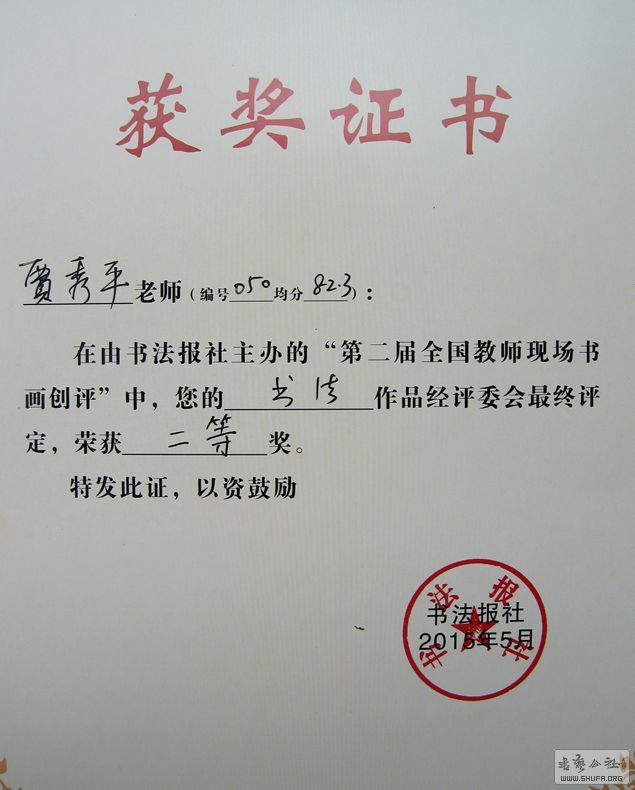 获奖证书
賈秀平老师（编号050均分82.3）：
在由书法报社主办的“第二届全国教师现场书
画创评”中，您的书法作品经评委会最终评
定，荣获二等奖。
特发此证，以资鼓励
书法报社
书法报社
2015年5月
书艺公社
WWW.SHUFA.ORG